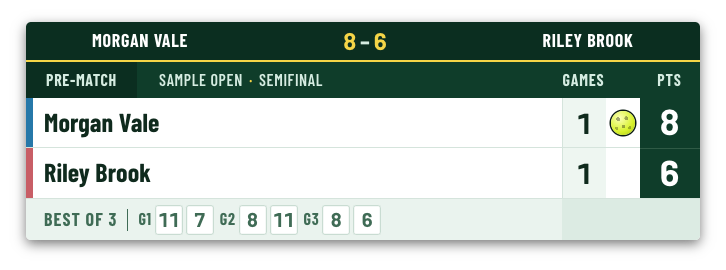 MORGAN VALE 8-6 RILEY BROOK
PRE-MATCH SAMPLE OPEN · SEMIFINAL GAMES PTS
Morgan Vale 1 8
Riley Brook 1 6
BEST OF 3 G1 11 7 G2 8 11 G3 8 6